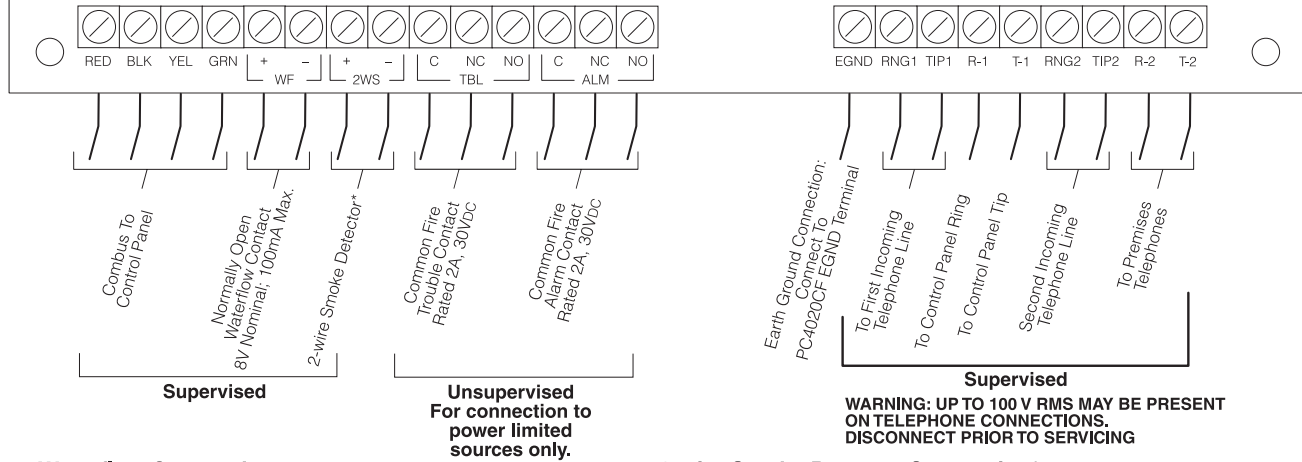 RED BLK YEL GRN + – + – C NC NO C NC NO
WF 2WS TBL ALM
EGND RNG1 TIP1 R-1 T-1 RNG2 TIP2 R-2 T-2
Combus To
Control Panel
Normally Open
Waterflow Contact
8V Nominal; 100mA Max.
2-wire Smoke Detector*
Common Fire
Trouble Contact
Rated 2A, 30VDC
Common Fire
Alarm Contact
Rated 2A, 30VDC
Earth Ground Connection:
Connect To
PC4020CF EGND Terminal
To First Incoming
Telephone Line
To Control Panel Ring
To Control Panel Tip
Second Incoming
Telephone Line
To Premises
Telephones
Supervised
Unsupervised
For connection to
power limited
sources only.
Supervised
WARNING: UP TO 100 V RMS MAY BE PRESENT
ON TELEPHONE CONNECTIONS.
DISCONNECT PRIOR TO SERVICING